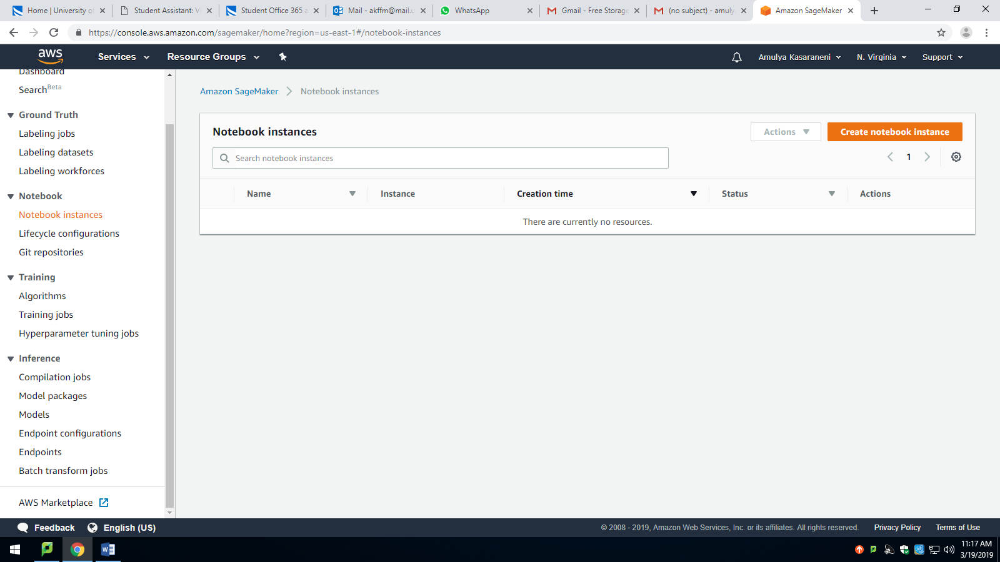 Home | University of
Student Assistant: V
Student Office 365 a
Mail - akffm@mail.u
WhatsApp
Gmail - Free Storage
(no subject) - amuly
Amazon SageMaker
https://console.aws.amazon.com/sagemaker/home?region=us-east-1#/notebook-instances
aws
Services
Resource Groups
Amulya Kasaraneni
N. Virginia
Support
Dashboard
Search Beta
Ground Truth
Labeling jobs
Labeling datasets
Labeling workforces
Notebook
Notebook instances
Lifecycle configurations
Git repositories
Training
Algorithms
Training jobs
Hyperparameter tuning jobs
Inference
Compilation jobs
Model packages
Models
Endpoint configurations
Endpoints
Batch transform jobs
AWS Marketplace
Amazon SageMaker > Notebook instances
Notebook instances
Actions
Create notebook instance
Search notebook instances
1
Name
Instance
Creation time
Status
Actions
There are currently no resources.
Feedback
English (US)
© 2008 - 2019, Amazon Web Services, Inc. or its affiliates. All rights reserved.
Privacy Policy
Terms of Use
11:17 AM
3/19/2019